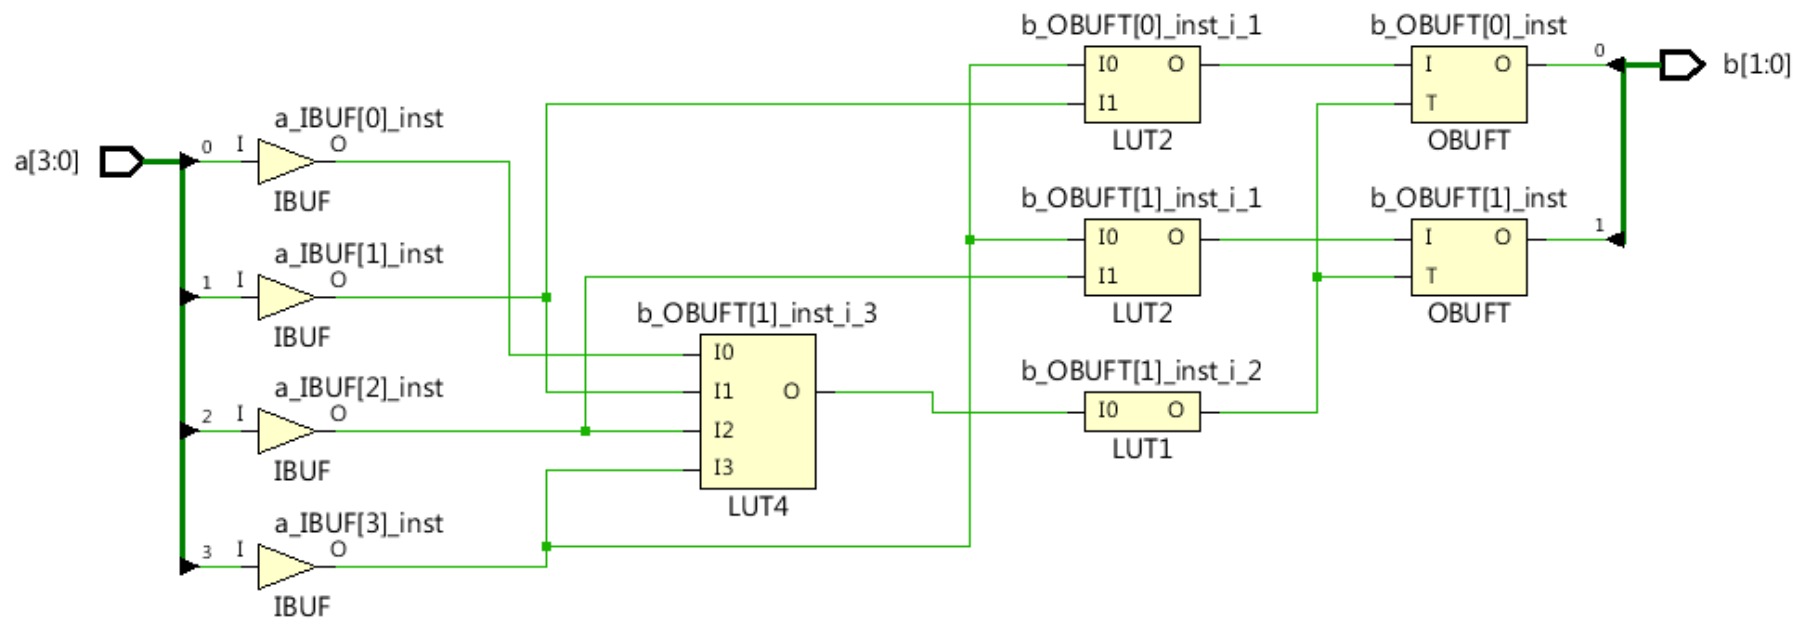 b_OBUFT[0]_inst_i_1
b_OBUFT[0]_inst
I0 O
I1
LUT2
I O
T
OBUFT
0
b[1:0]
a[3:0]
a_IBUF[0]_inst
0 I O
IBUF
b_OBUFT[1]_inst_i_1
b_OBUFT[1]_inst
I0 O
I1
LUT2
I O
T
OBUFT
1
a_IBUF[1]_inst
1 I O
IBUF
b_OBUFT[1]_inst_i_3
I0
I1 O
I2
I3
LUT4
b_OBUFT[1]_inst_i_2
I0 O
LUT1
a_IBUF[2]_inst
2 I O
IBUF
a_IBUF[3]_inst
3 I O
IBUF